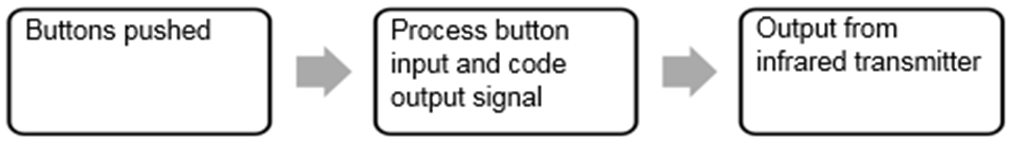 Buttons pushed
Process button
input and code
output signal
Output from
infrared transmitter